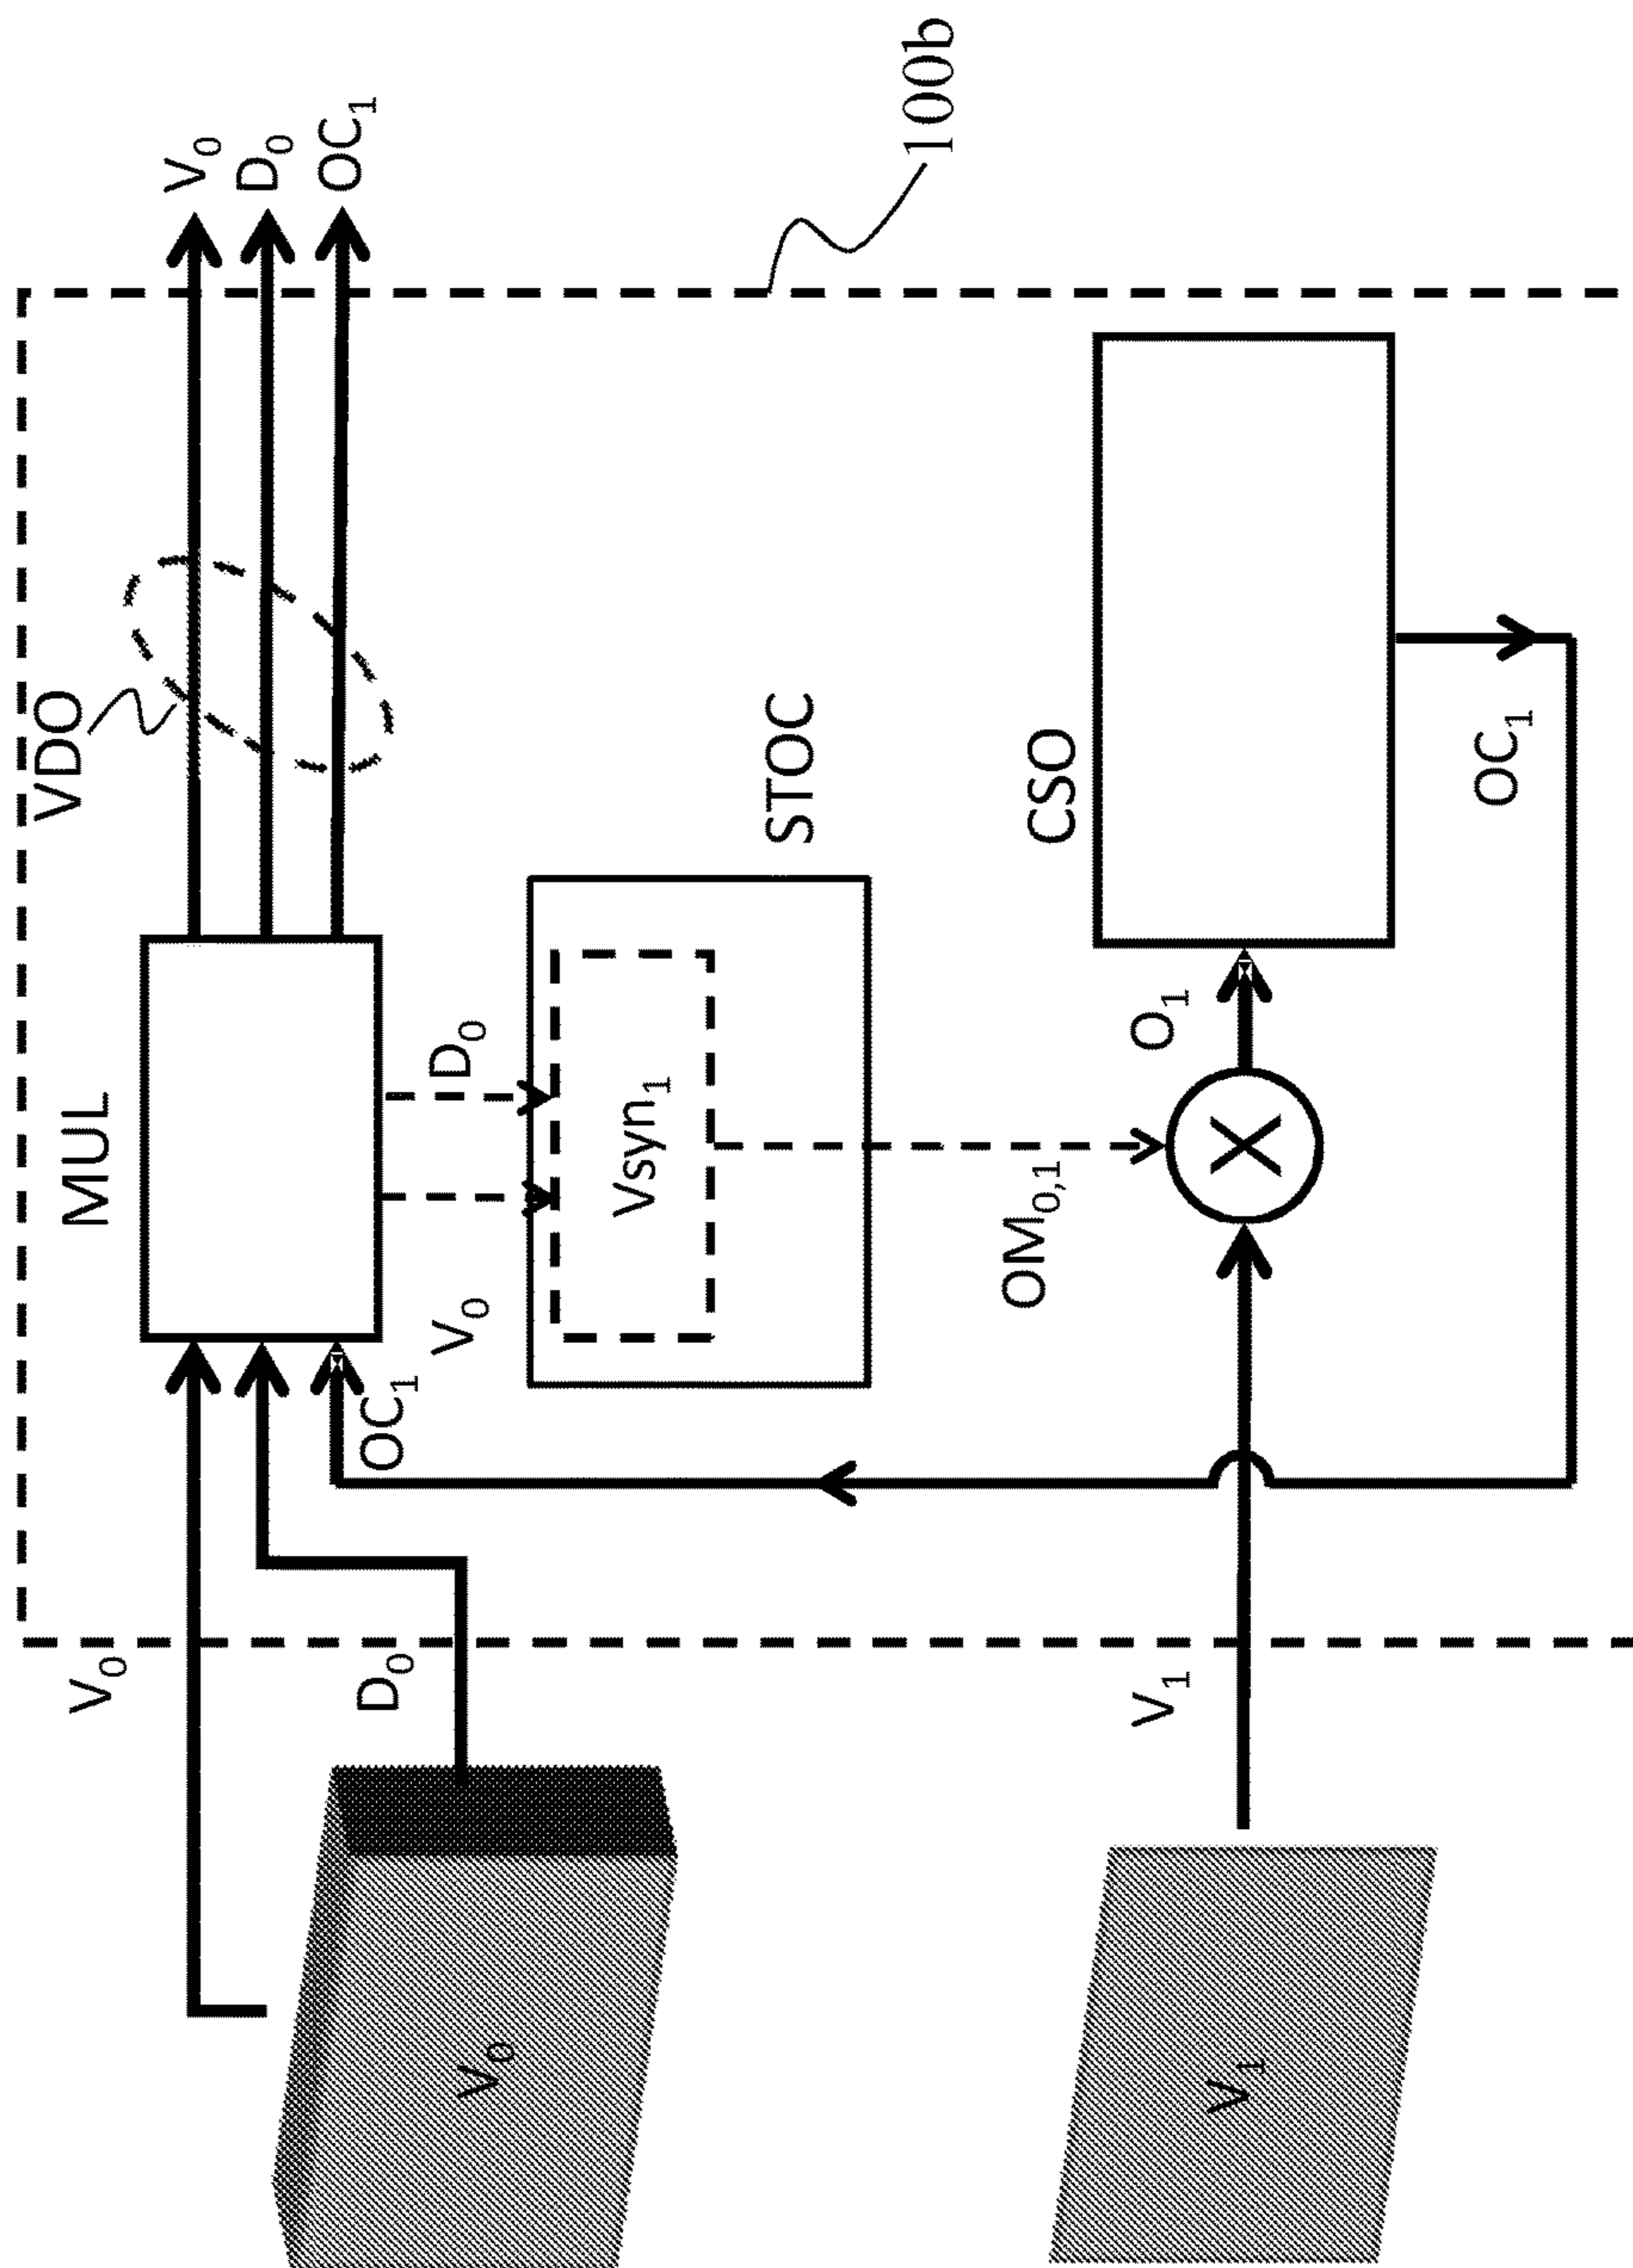 V₀
D₀
OC₁
100b
VDO
MUL
V₀
D₀
OC₁
V₀
D₀
STOC
Vsyn₁
OM₀,₁
V₀
V₁
O₁
CSO
OC₁
V₁